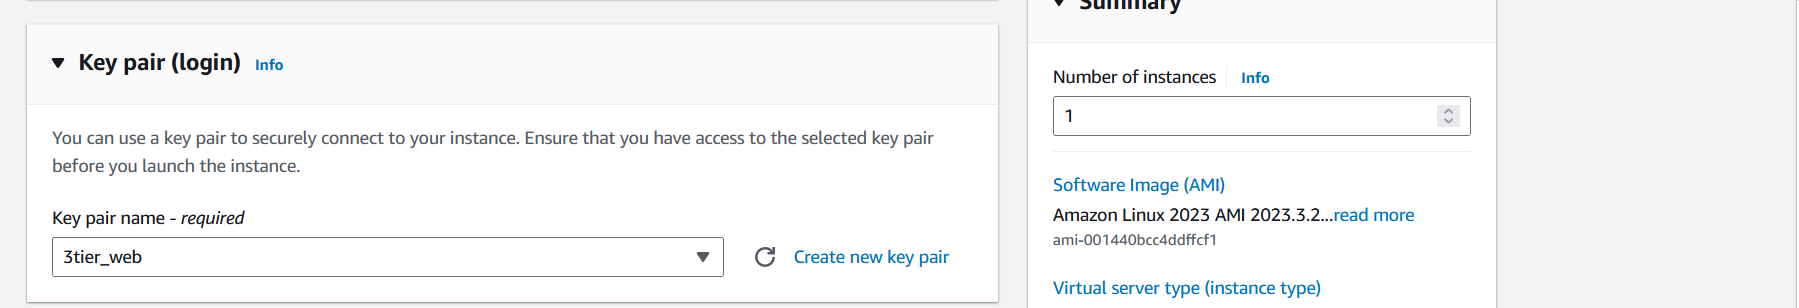 Key pair (login) Info
You can use a key pair to securely connect to your instance. Ensure that you have access to the selected key pair
before you launch the instance.
Key pair name - required
3tier_web
Create new key pair
Summary
Number of instances Info
1
Software Image (AMI)
Amazon Linux 2023 AMI 2023.3.2...read more
ami-001440bcc4ddffcf1
Virtual server type (instance type)